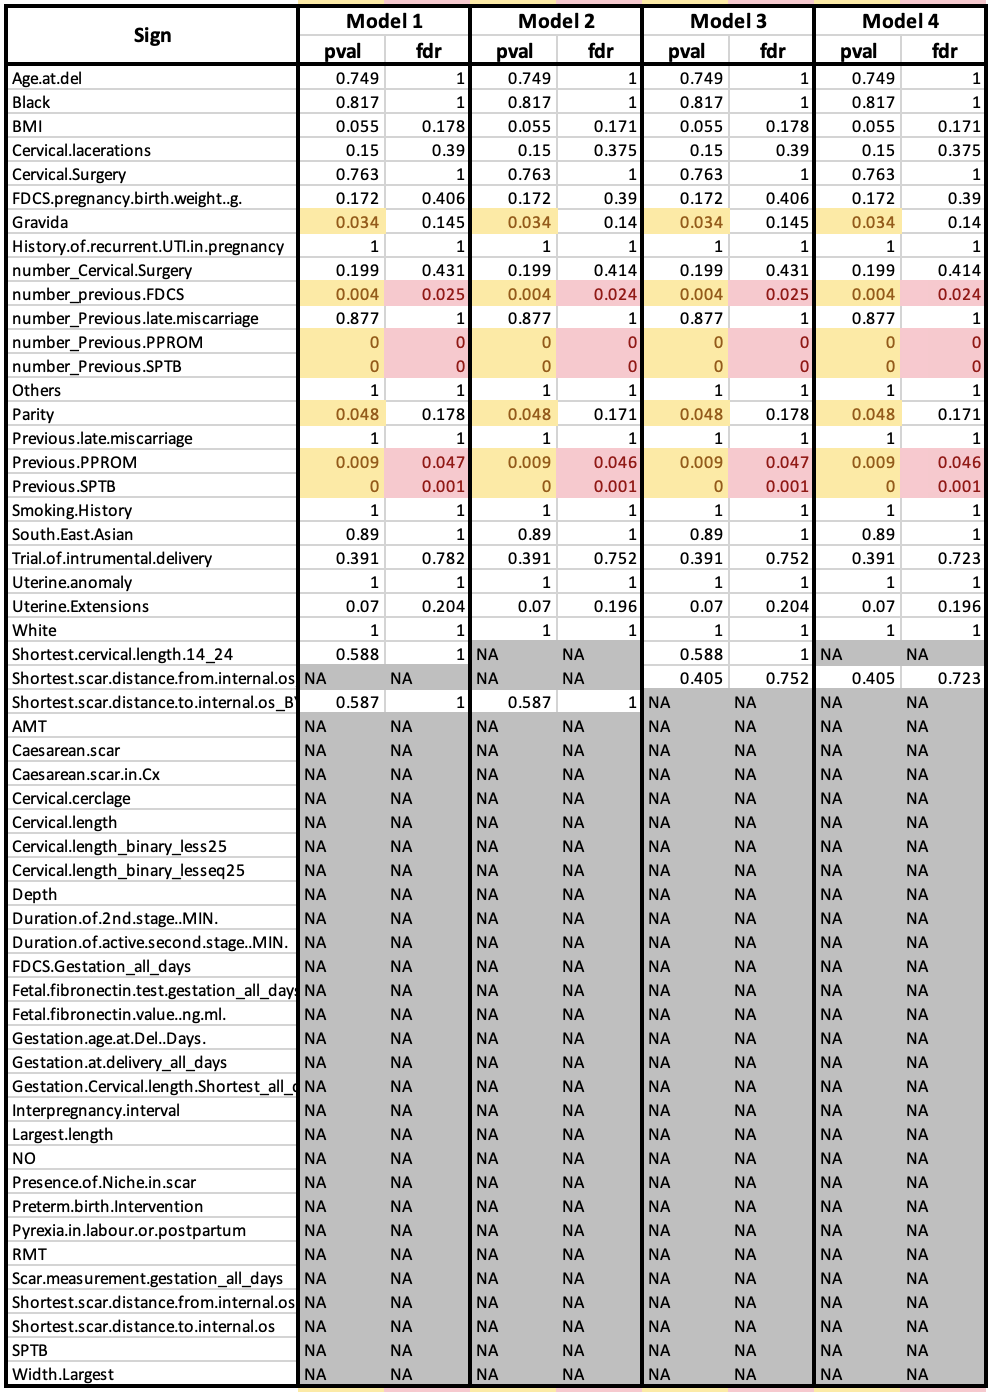 Sign Model 1 Model 2 Model 3 Model 4
pval fdr pval fdr pval fdr pval fdr
Age.at.del 0.749 1 0.749 1 0.749 1 0.749 1
Black 0.817 1 0.817 1 0.817 1 0.817 1
BMI 0.055 0.178 0.055 0.171 0.055 0.178 0.055 0.171
Cervical.lacerations 0.15 0.39 0.15 0.375 0.15 0.39 0.15 0.375
Cervical.Surgery 0.763 1 0.763 1 0.763 1 0.763 1
FDCS.pregnancy.birth.weight..g. 0.172 0.406 0.172 0.39 0.172 0.406 0.172 0.39
Gravida 0.034 0.145 0.034 0.14 0.034 0.145 0.034 0.14
History.of.recurrent.UTI.in.pregnancy 1 1 1 1 1 1 1 1
number_Cervical.Surgery 0.199 0.431 0.199 0.414 0.199 0.431 0.199 0.414
number_previous.FDCS 0.004 0.025 0.004 0.024 0.004 0.025 0.004 0.024
number_Previous.late.miscarriage 0.877 1 0.877 1 0.877 1 0.877 1
number_Previous.PPROM 0 0 0 0 0 0 0 0
number_Previous.SPTB 0 0 0 0 0 0 0 0
Others 1 1 1 1 1 1 1 1
Parity 0.048 0.178 0.048 0.171 0.048 0.178 0.048 0.171
Previous.late.miscarriage 1 1 1 1 1 1 1 1
Previous.PPROM 0.009 0.047 0.009 0.046 0.009 0.047 0.009 0.046
Previous.SPTB 0 0.001 0 0.001 0 0.001 0 0.001
Smoking.History 1 1 1 1 1 1 1 1
South.East.Asian 0.89 1 0.89 1 0.89 1 0.89 1
Trial.of.intrumental.delivery 0.391 0.782 0.391 0.752 0.391 0.752 0.391 0.723
Uterine.anomaly 1 1 1 1 1 1 1 1
Uterine.Extensions 0.07 0.204 0.07 0.196 0.07 0.204 0.07 0.196
White 1 1 1 1 1 1 1 1
Shortest.cervical.length.14_24 0.588 1 NA NA 0.588 1 NA NA
Shortest.scar.distance.from.internal.os NA NA NA NA 0.405 0.752 0.405 0.723
Shortest.scar.distance.to.internal.os_B 0.587 1 0.587 1 NA NA NA NA
AMT NA NA NA NA NA NA NA NA
Caesarean.scar NA NA NA NA NA NA NA NA
Caesarean.scar.in.Cx NA NA NA NA NA NA NA NA
Cervical.cerclage NA NA NA NA NA NA NA NA
Cervical.length NA NA NA NA NA NA NA NA
Cervical.length_binary_less25 NA NA NA NA NA NA NA NA
Cervical.length_binary_lesseq25 NA NA NA NA NA NA NA NA
Depth NA NA NA NA NA NA NA NA
Duration.of.2nd.stage..MIN. NA NA NA NA NA NA NA NA
Duration.of.active.second.stage..MIN. NA NA NA NA NA NA NA NA
FDCS.Gestation_all_days NA NA NA NA NA NA NA NA
Fetal.fibronectin.test.gestation_all_days NA NA NA NA NA NA NA NA
Fetal.fibronectin.value..ng.ml. NA NA NA NA NA NA NA NA
Gestation.age.at.Del..Days. NA NA NA NA NA NA NA NA
Gestation.at.delivery_all_days NA NA NA NA NA NA NA NA
Gestation.Cervical.length.Shortest_all_ NA NA NA NA NA NA NA NA
Interpregnancy.interval NA NA NA NA NA NA NA NA
Largest.length NA NA NA NA NA NA NA NA
NO NA NA NA NA NA NA NA NA
Presence.of.Niche.in.scar NA NA NA NA NA NA NA NA
Preterm.birth.Intervention NA NA NA NA NA NA NA NA
Pyrexia.in.labour.or.postpartum NA NA NA NA NA NA NA NA
RMT NA NA NA NA NA NA NA NA
Scar.measurement.gestation_all_days NA NA NA NA NA NA NA NA
Shortest.scar.distance.from.internal.os NA NA NA NA NA NA NA NA
Shortest.scar.distance.to.internal.os NA NA NA NA NA NA NA NA
SPTB NA NA NA NA NA NA NA NA
Width.Largest NA NA NA NA NA NA NA NA